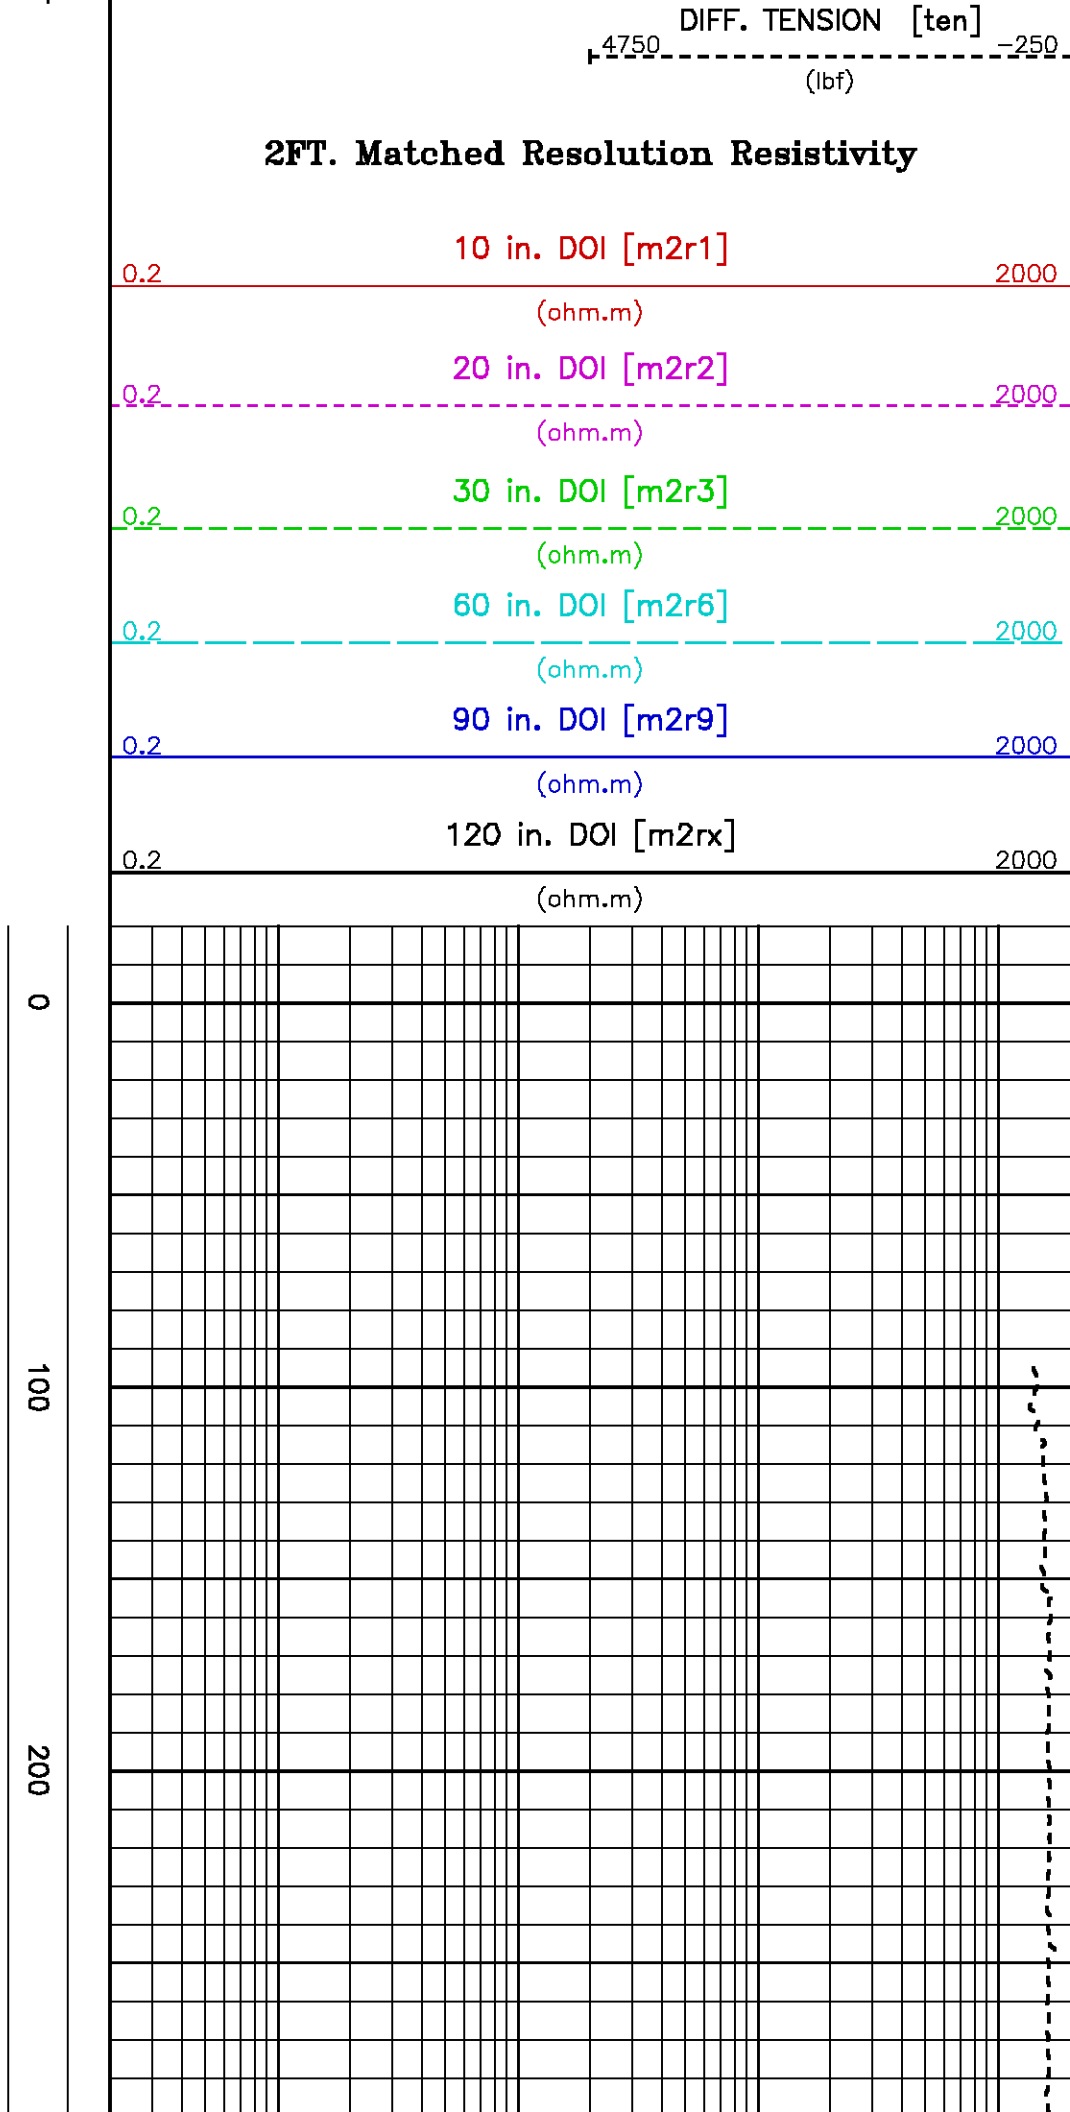 DIFF. TENSION [ten]
4750 -250
(lbf)
2FT. Matched Resolution Resistivity
10 in. DOI [m2r1]
0.2 2000
(ohm.m)
20 in. DOI [m2r2]
0.2 2000
(ohm.m)
30 in. DOI [m2r3]
0.2 2000
(ohm.m)
60 in. DOI [m2r6]
0.2 2000
(ohm.m)
90 in. DOI [m2r9]
0.2 2000
(ohm.m)
120 in. DOI [m2rx]
0.2 2000
(ohm.m)
0
100
200